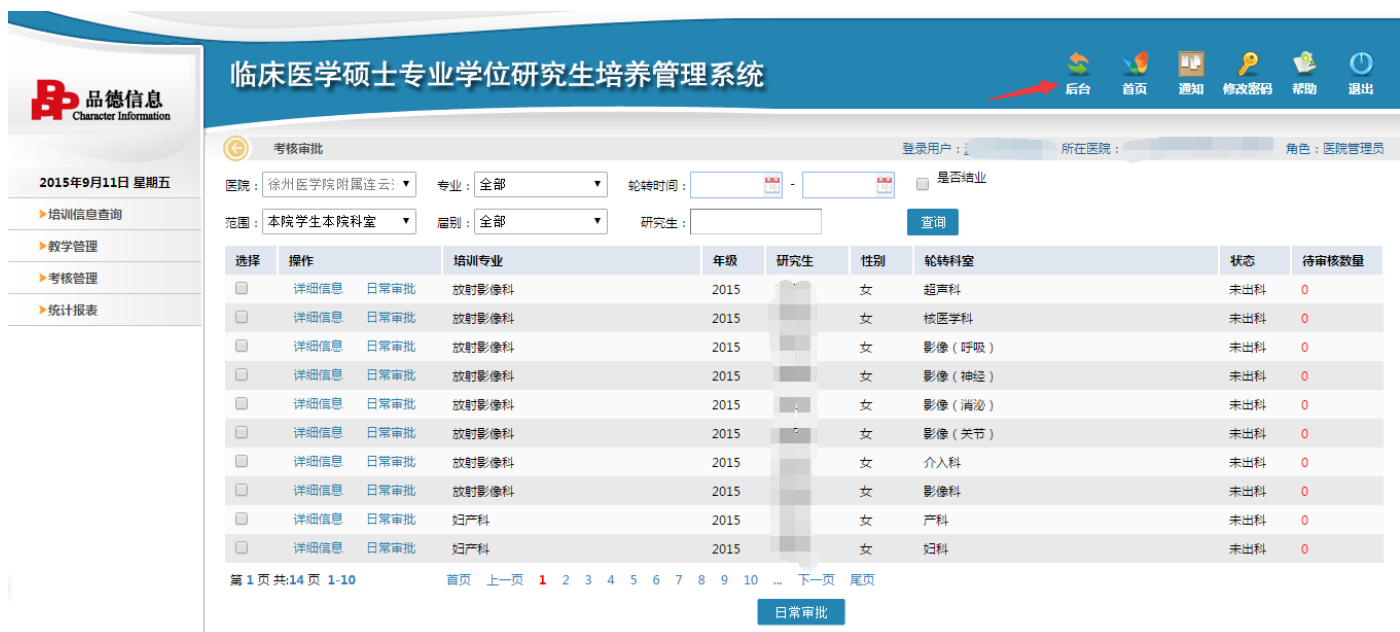 临床医学硕士专业学位研究生培养管理系统
品德信息
Character Information
后台 首页 通知 修改密码 帮助 退出
考核审批 登录用户： 所在医院： 角色：医院管理员
2015年9月11日 星期五
培训信息查询
教学管理
考核管理
统计报表
医院： 徐州医学院附属连云 专业： 全部 轮转时间： - 是否结业
范围： 本院学生本院科室 届别： 全部 研究生： 查询
选择 操作 培训专业 年级 研究生 性别 轮转科室 状态 待审核数量
详细信息 日常审批 放射影像科 2015 女 超声科 未出科 0
详细信息 日常审批 放射影像科 2015 女 核医学科 未出科 0
详细信息 日常审批 放射影像科 2015 女 影像（呼吸） 未出科 0
详细信息 日常审批 放射影像科 2015 女 影像（神经） 未出科 0
详细信息 日常审批 放射影像科 2015 女 影像（消泌） 未出科 0
详细信息 日常审批 放射影像科 2015 女 影像（关节） 未出科 0
详细信息 日常审批 放射影像科 2015 女 介入科 未出科 0
详细信息 日常审批 放射影像科 2015 女 影像科 未出科 0
详细信息 日常审批 妇产科 2015 女 产科 未出科 0
详细信息 日常审批 妇产科 2015 女 妇科 未出科 0
第 1 页 共:14 页 1-10 首页 上一页 1 2 3 4 5 6 7 8 9 10 ... 下一页 尾页
日常审批